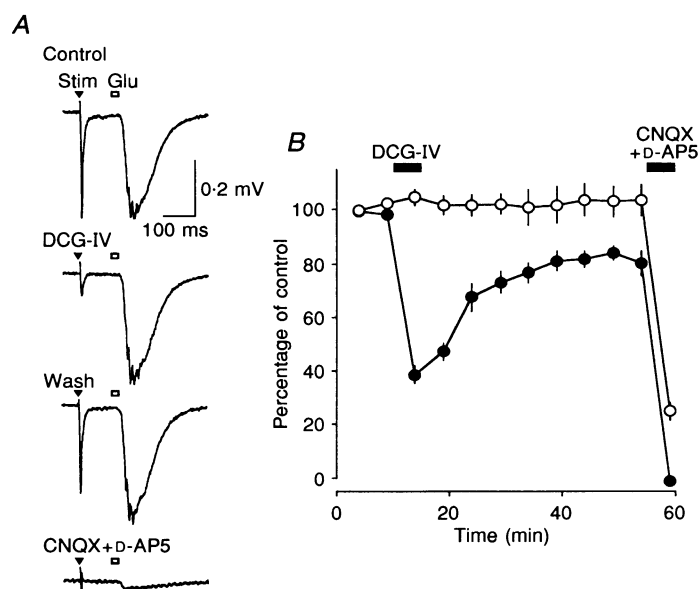 A
Control
Stim Glu
0·2 mV
100 ms
DCG-IV
Wash
CNQX+D-AP5
B
DCG-IV
CNQX
+D-AP5
100
80
60
40
20
0
Percentage of control
0 20 40 60
Time (min)